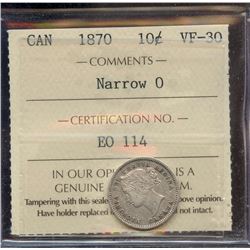 CAN 1870 10¢ VF-30
— COMMENTS —
Narrow 0
— CERTIFICATION NO. —
EO 114
IN OUR OP IS A
GENUINE M.
Tampering with this seale above opinion.
Have holder replaced i not intact.